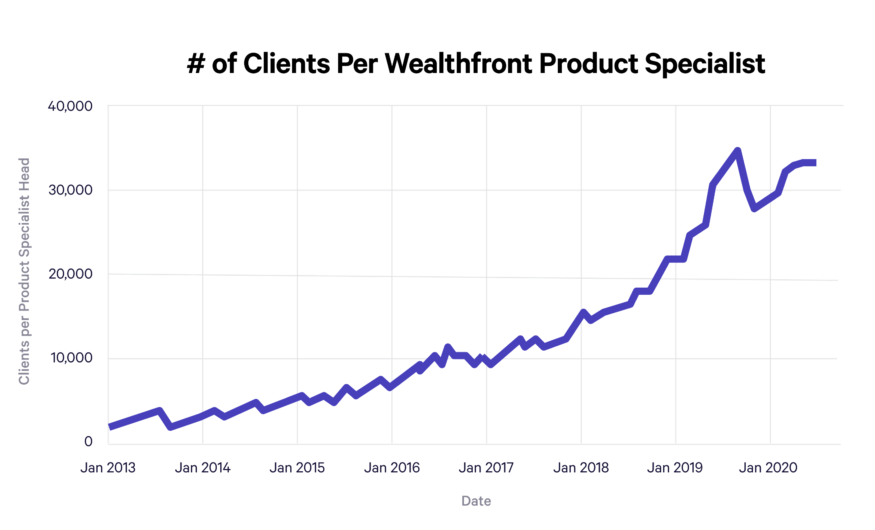 # of Clients Per Wealthfront Product Specialist
40,000
30,000
20,000
10,000
0
Clients per Product Specialist Head
Jan 2013 Jan 2014 Jan 2015 Jan 2016 Jan 2017 Jan 2018 Jan 2019 Jan 2020
Date